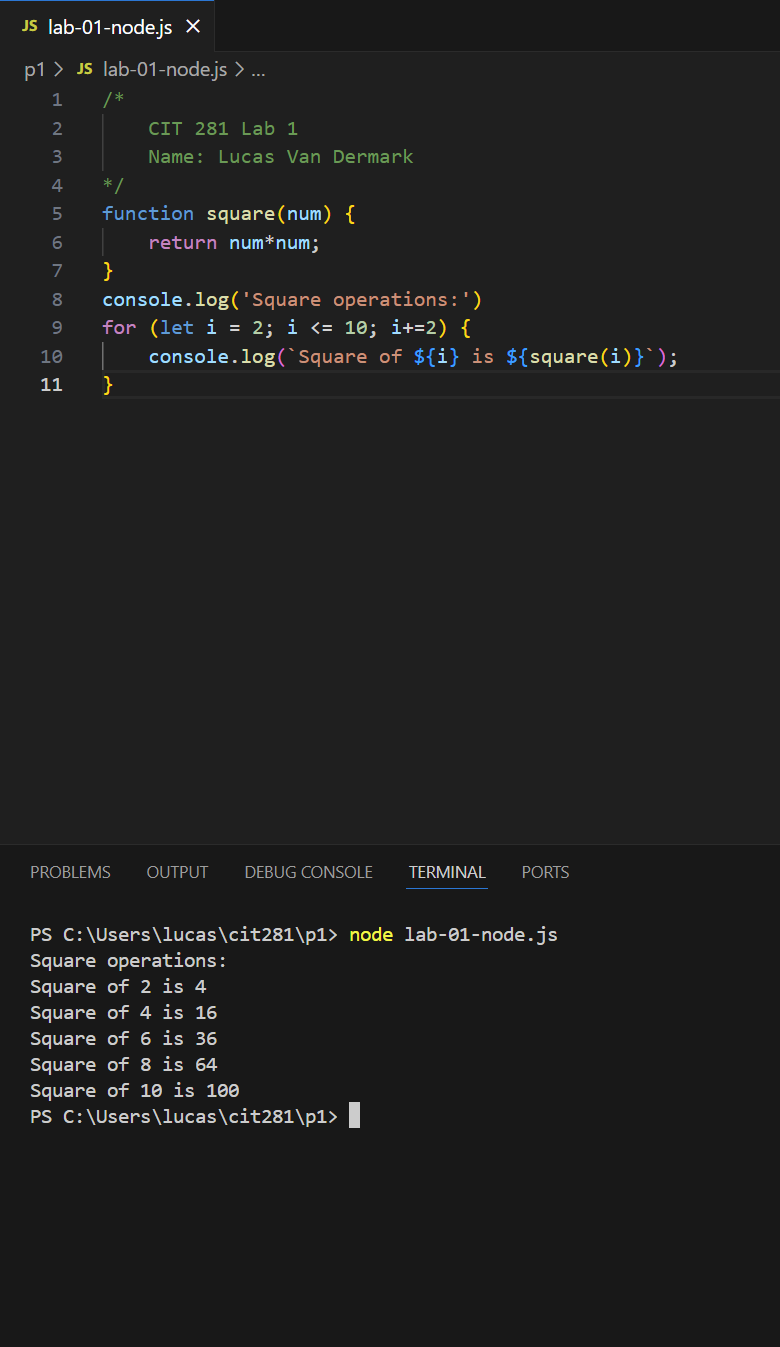 JS lab-01-node.js ×
p1 > JS lab-01-node.js > ...
1 /*
2     CIT 281 Lab 1
3     Name: Lucas Van Dermark
4 */
5 function square(num) {
6     return num*num;
7 }
8 console.log('Square operations:')
9 for (let i = 2; i <= 10; i+=2) {
10     console.log(`Square of ${i} is ${square(i)}`);
11 }
PROBLEMS OUTPUT DEBUG CONSOLE TERMINAL PORTS
PS C:\Users\lucas\cit281\p1> node lab-01-node.js
Square operations:
Square of 2 is 4
Square of 4 is 16
Square of 6 is 36
Square of 8 is 64
Square of 10 is 100
PS C:\Users\lucas\cit281\p1>